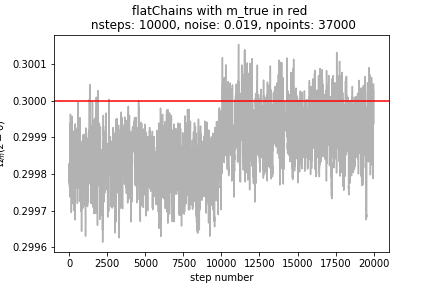 flatChains with m_true in red
nsteps: 10000, noise: 0.019, npoints: 37000
0.3001
0.3000
0.2999
0.2998
0.2997
0.2996
0 2500 5000 7500 10000 12500 15000 17500 20000
step number